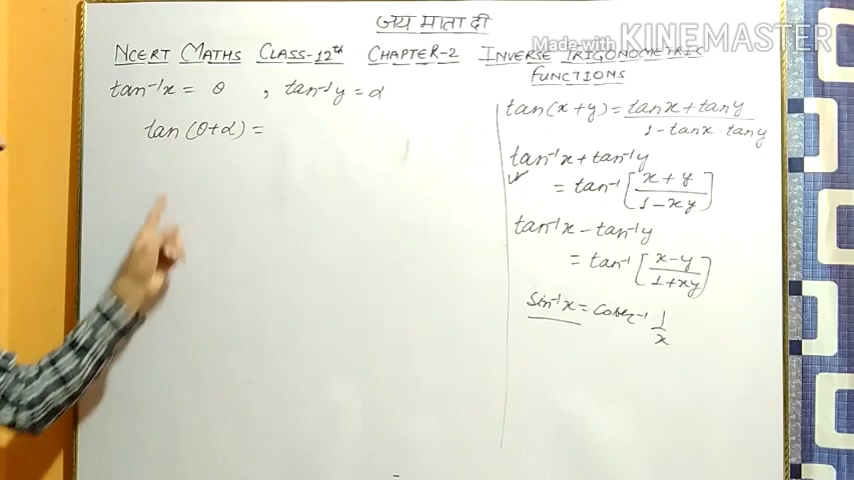 जय माता दी
Made with KINEMASTER
NCERT MATHS CLASS-12th CHAPTER-2 INVERSE TRIGONOMETRIC
FUNCTIONS
tan⁻¹x = θ , tan⁻¹y = α
tan(θ+α) =
tan(x+y) = tanx + tany
1 - tanx . tany
tan⁻¹x + tan⁻¹y
= tan⁻¹ [ x+y
1-xy ]
tan⁻¹x - tan⁻¹y
= tan⁻¹ [ x-y
1+xy ]
sin⁻¹x = cosec⁻¹ 1
x